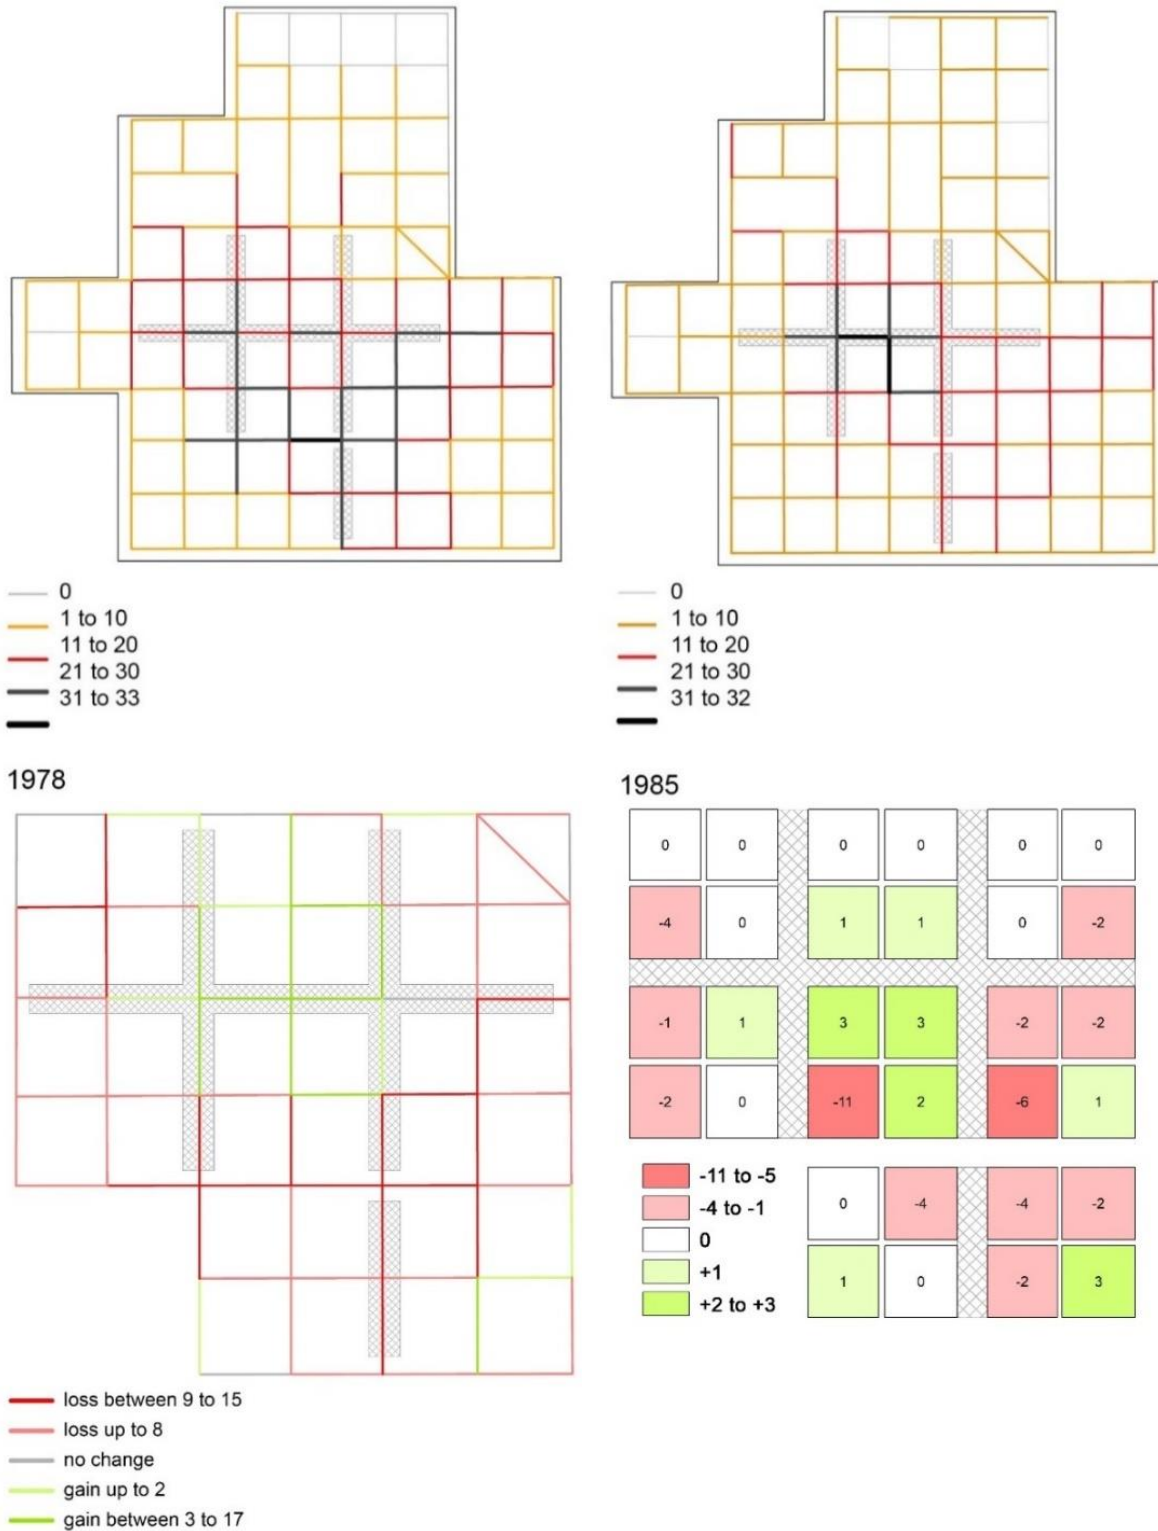 0
1 to 10
11 to 20
21 to 30
31 to 33
0
1 to 10
11 to 20
21 to 30
31 to 32
1978
1985
0 0 0 0 0 0
-4 0 1 1 0 -2
-1 1 3 3 -2 -2
-2 0 -11 2 -6 1
0 -4 -4 -2
1 0 -2 3
-11 to -5
-4 to -1
0
+1
+2 to +3
loss between 9 to 15
loss up to 8
no change
gain up to 2
gain between 3 to 17